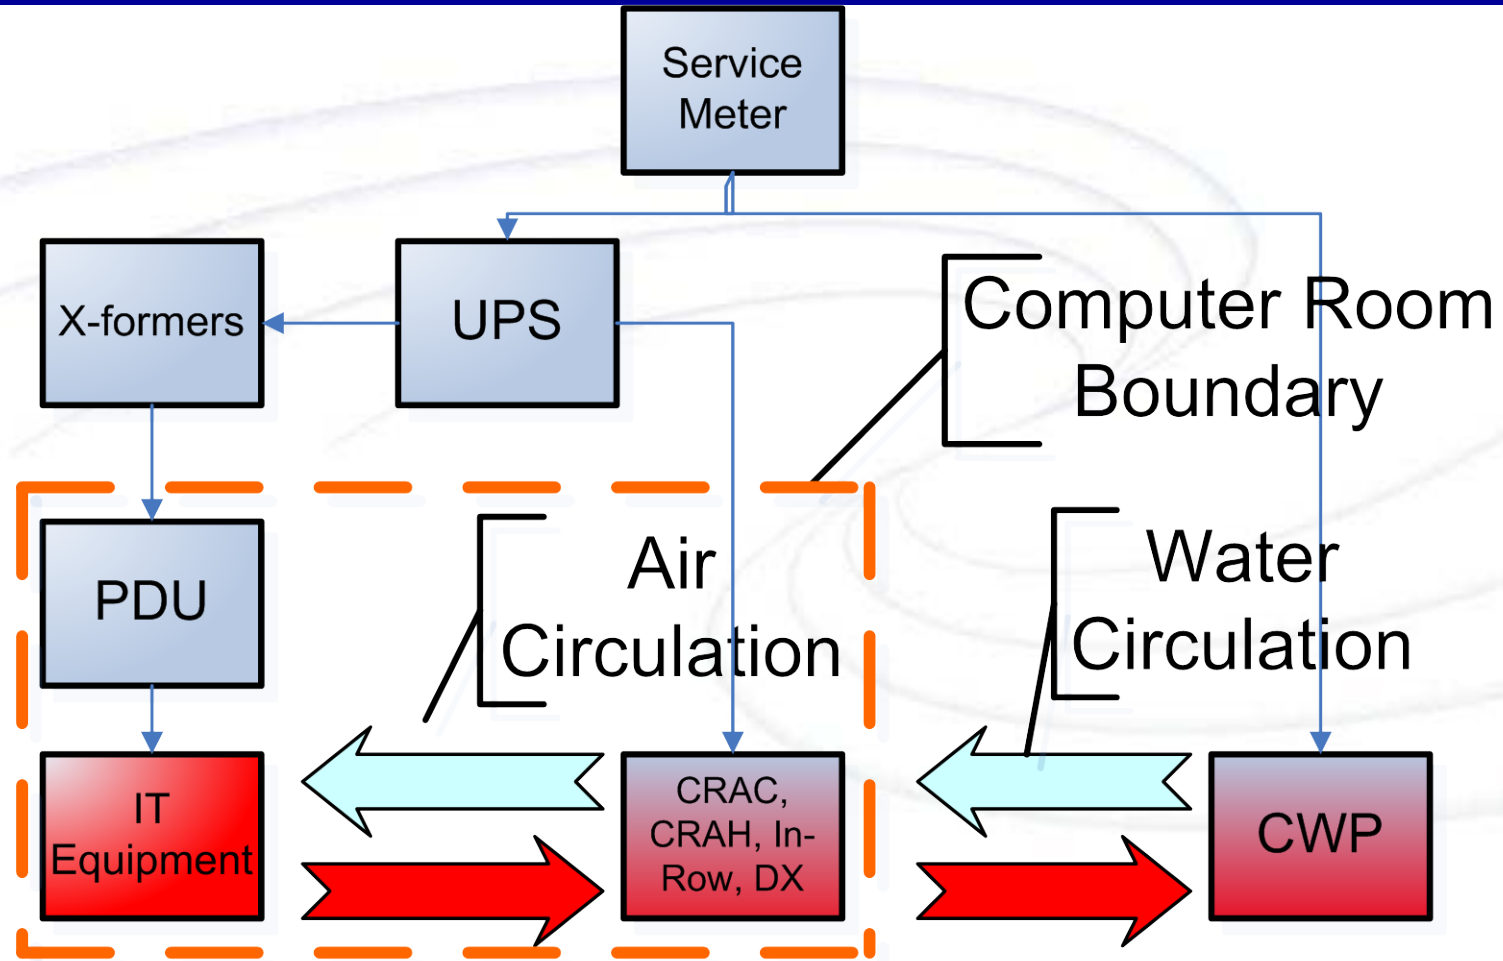 Service
Meter
X-formers
UPS
Computer Room
Boundary
PDU
Air
Circulation
Water
Circulation
IT
Equipment
CRAC,
CRAH, In-
Row, DX
CWP